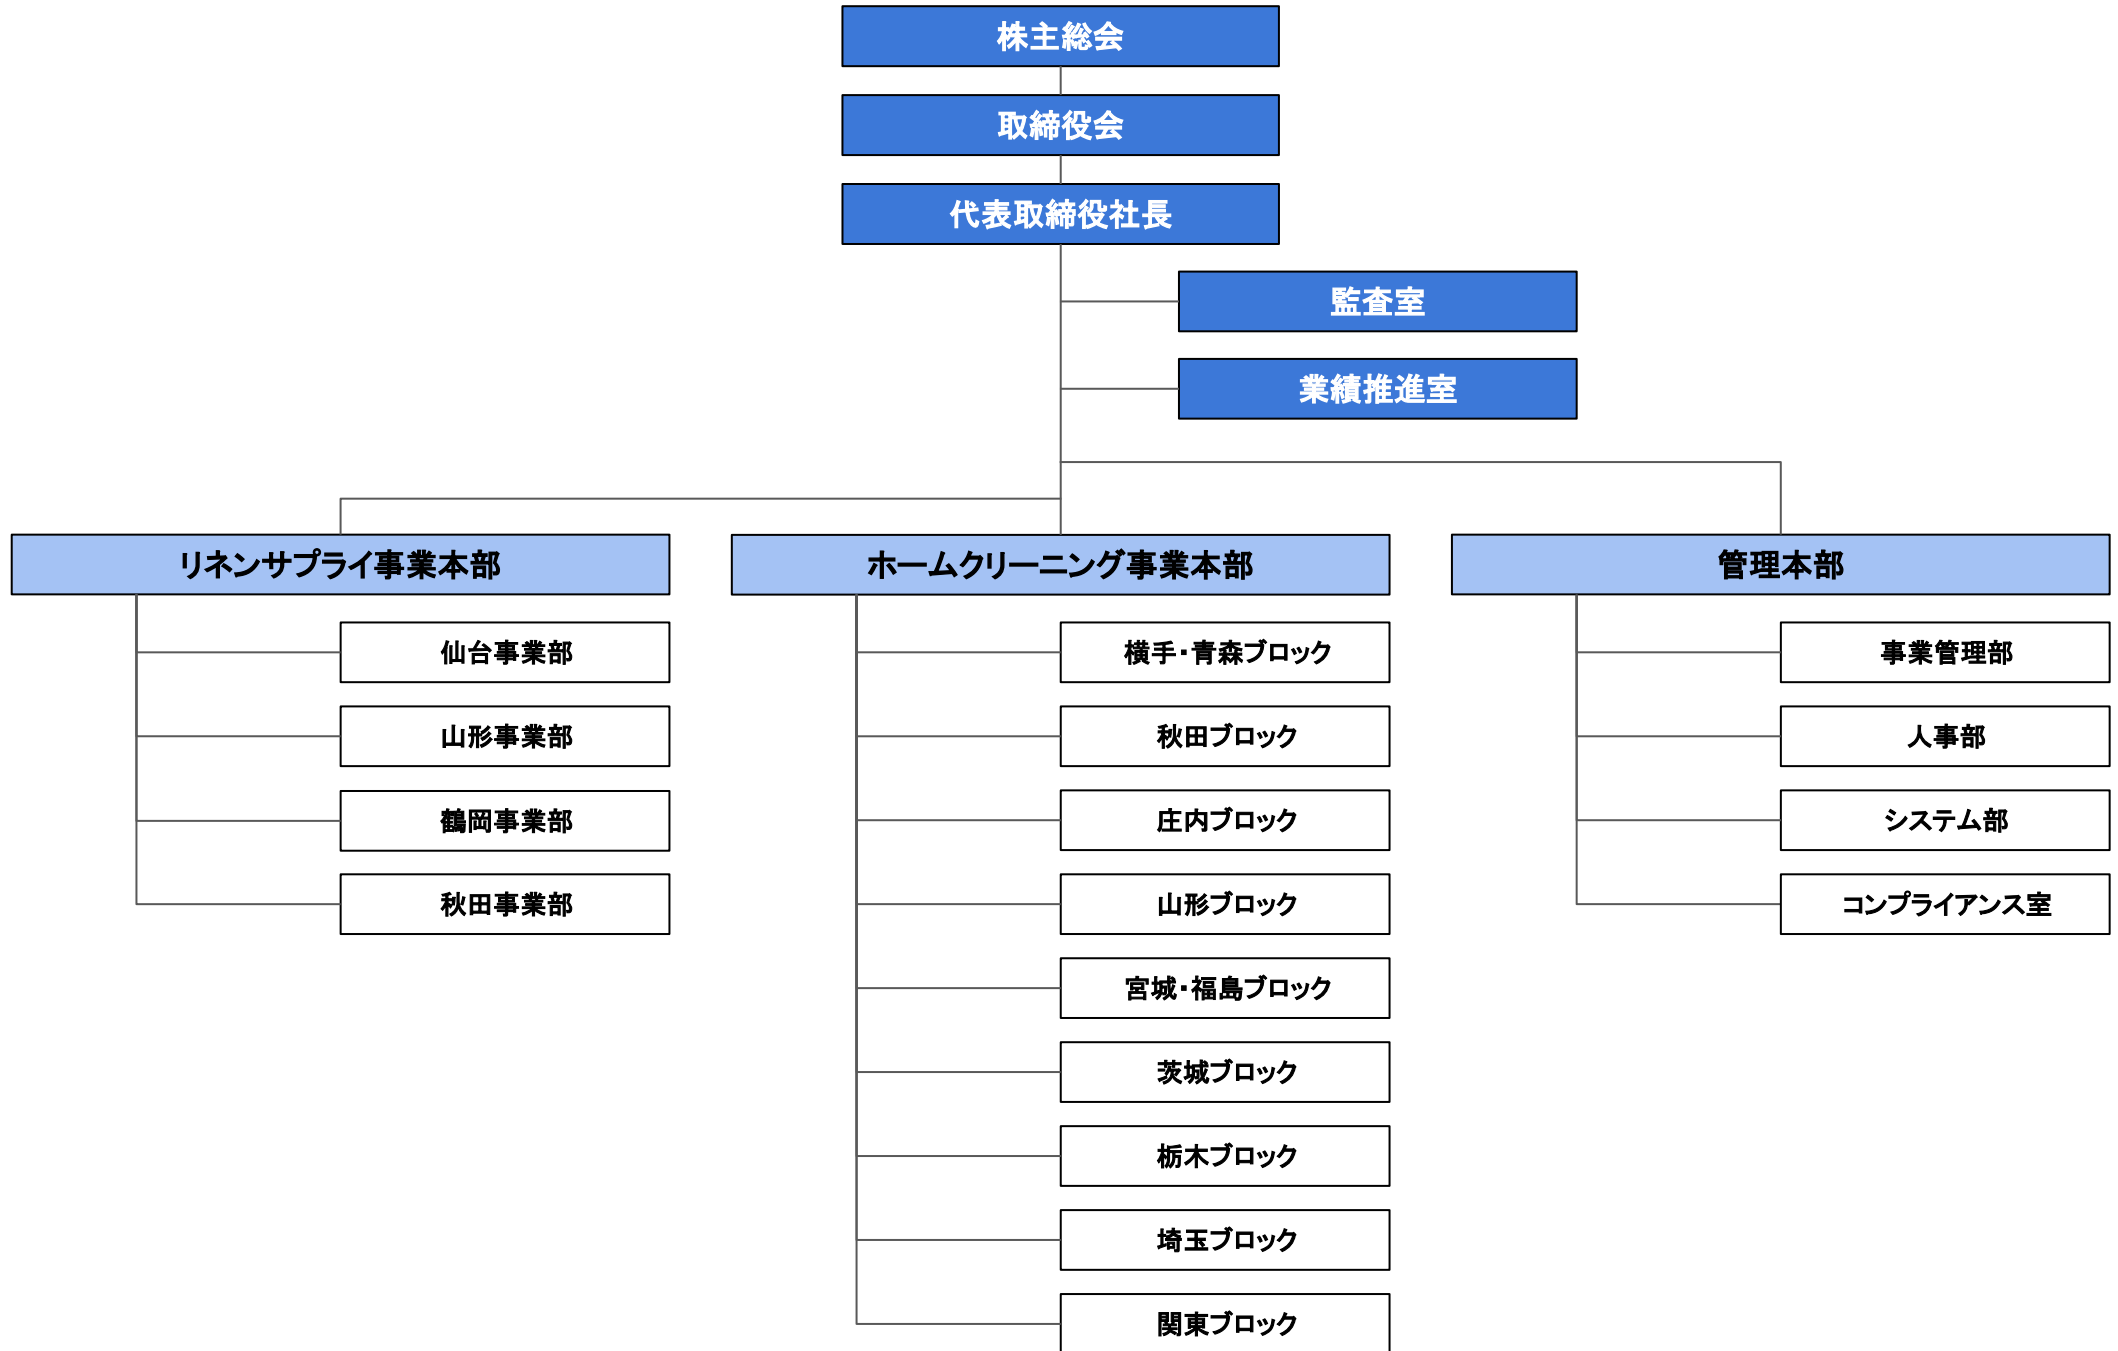 株主総会
取締役会
代表取締役社長
監査室
業績推進室
リネンサプライ事業本部
仙台事業部
山形事業部
鶴岡事業部
秋田事業部
ホームクリーニング事業本部
横手・青森ブロック
秋田ブロック
庄内ブロック
山形ブロック
宮城・福島ブロック
茨城ブロック
栃木ブロック
埼玉ブロック
関東ブロック
管理本部
事業管理部
人事部
システム部
コンプライアンス室